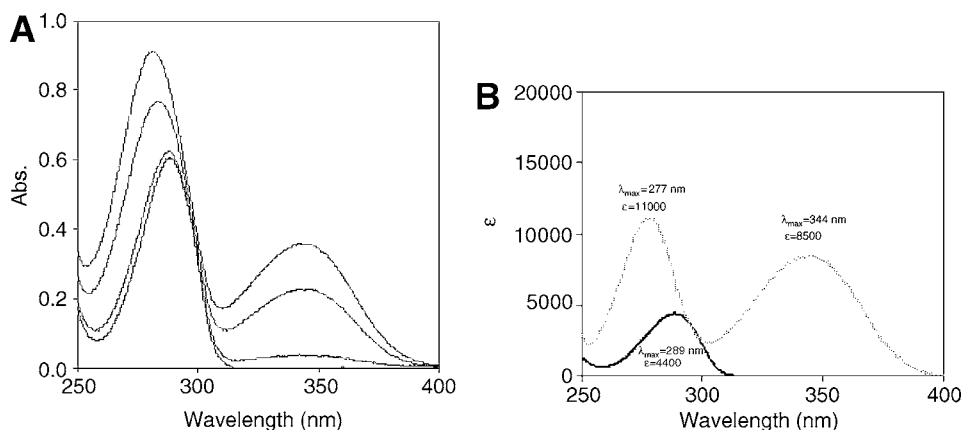 A
1.0
0.8
0.6
0.4
0.2
0.0
Abs.
250
300
350
400
Wavelength (nm)
B
20000
15000
10000
5000
0
ε
λmax=277 nm
ε=11000
λmax=344 nm
ε=8500
λmax=289 nm
ε=4400
250
300
350
400
Wavelength (nm)